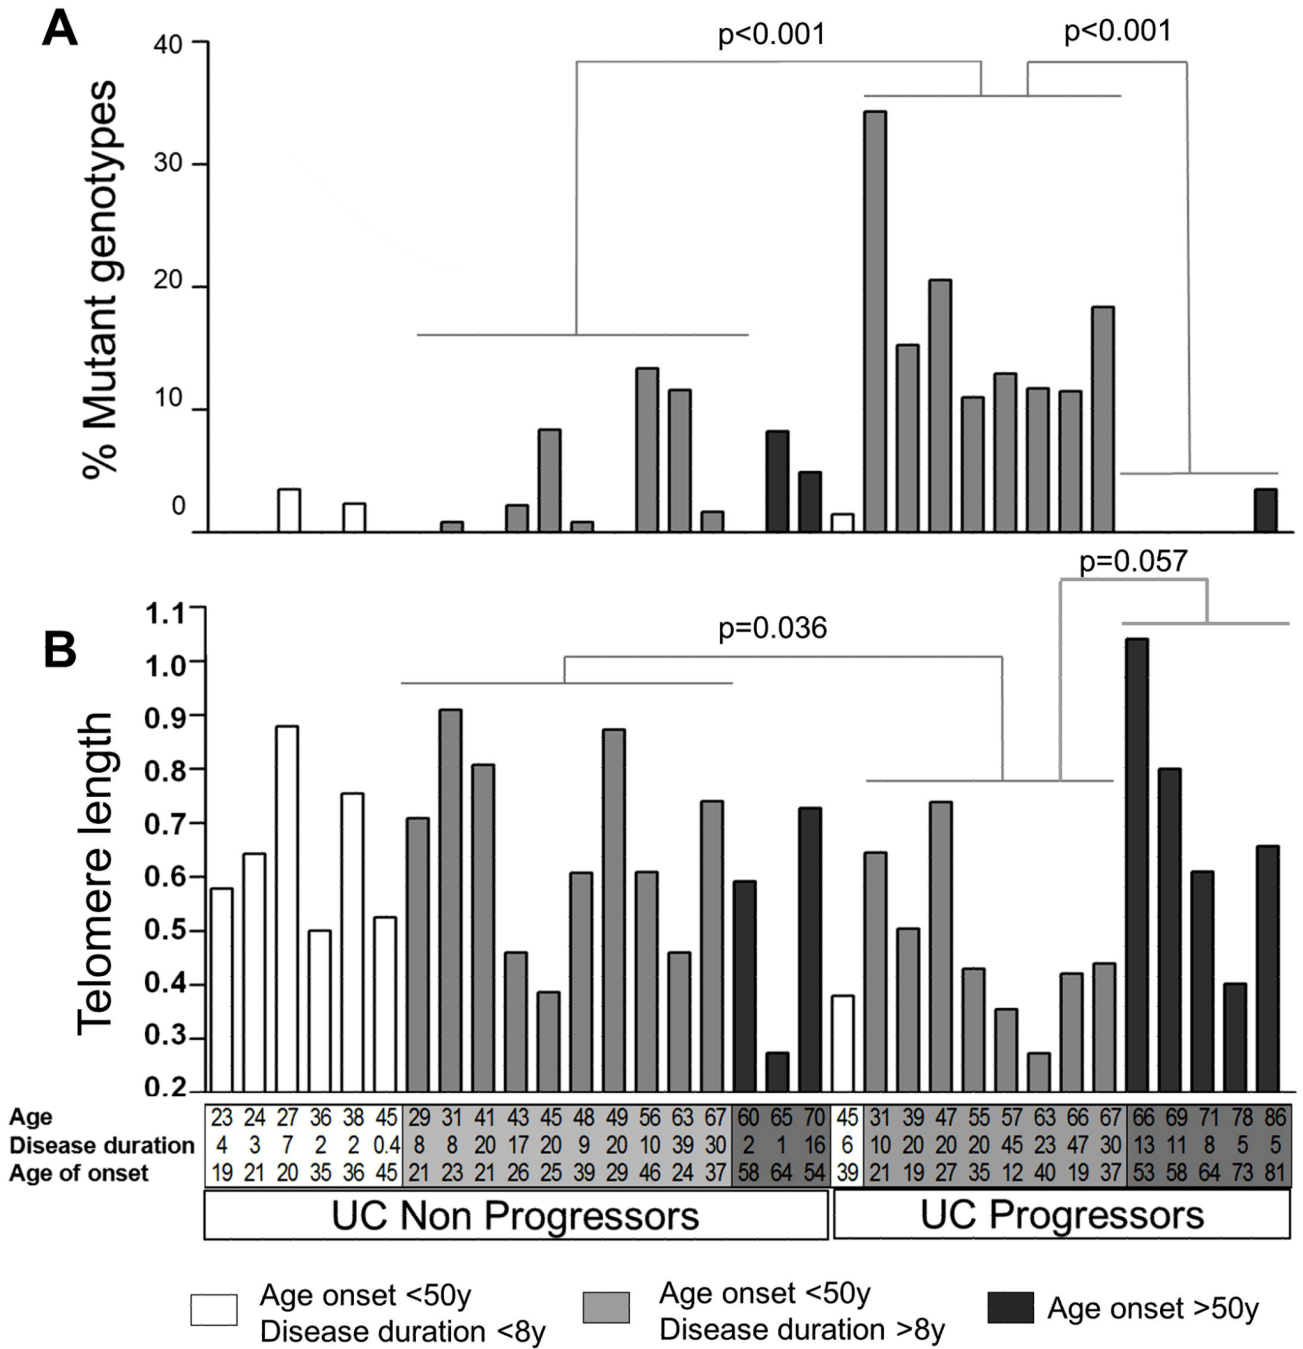 A
p<0.001
p<0.001
% Mutant genotypes
40
30
20
10
0
B
p=0.036
p=0.057
Telomere length
1.1
1.0
0.9
0.8
0.7
0.6
0.5
0.4
0.3
0.2
Age 23 24 27 36 38 45 29 31 41 43 45 48 49 56 63 67 60 65 70 45 31 39 47 55 57 63 66 67 66 69 71 78 86
Disease duration 4 3 7 2 2 0.4 8 8 20 17 20 9 20 10 39 30 2 1 16 6 10 20 20 20 45 23 47 30 13 11 8 5 5
Age of onset 19 21 20 35 36 45 21 23 21 26 25 39 29 46 24 37 58 64 54 39 21 19 27 35 12 40 19 37 53 58 64 73 81
UC Non Progressors
UC Progressors
Age onset <50y
Disease duration <8y
Age onset <50y
Disease duration >8y
Age onset >50y